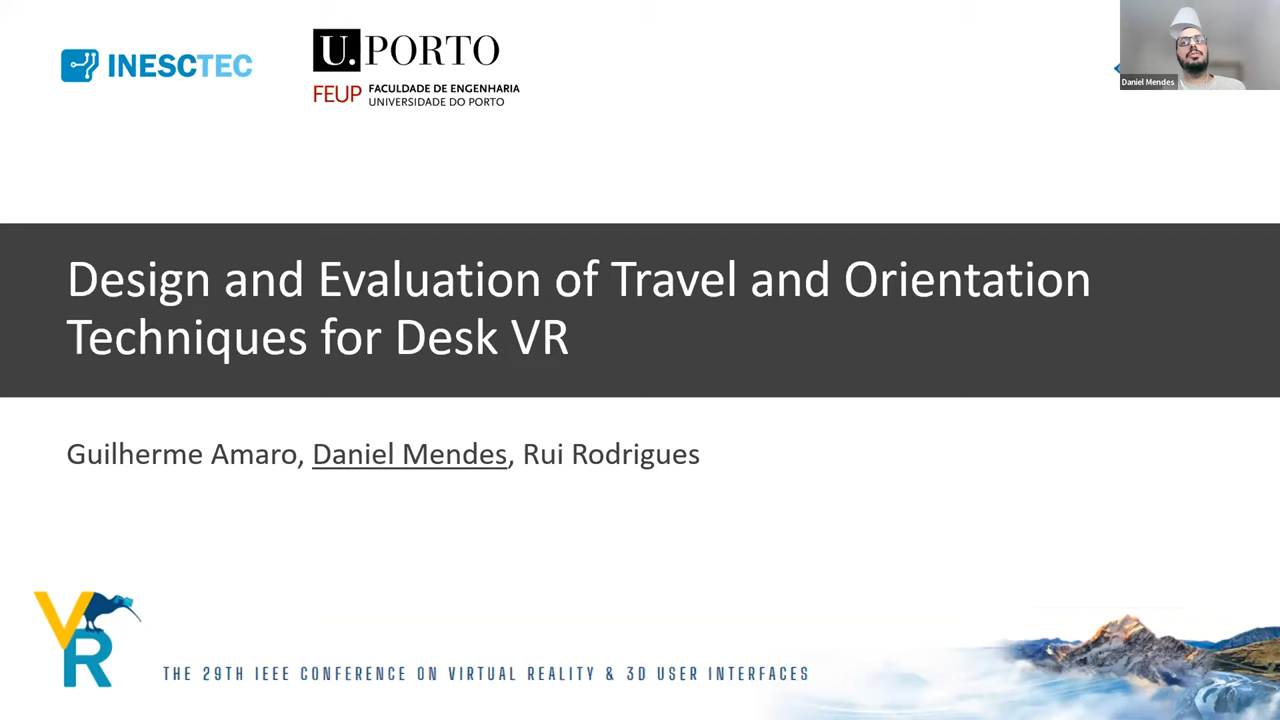 INESCTEC
U.PORTO
FEUP FACULDADE DE ENGENHARIA
UNIVERSIDADE DO PORTO
Daniel Mendes
Design and Evaluation of Travel and Orientation
Techniques for Desk VR
Guilherme Amaro, Daniel Mendes, Rui Rodrigues
VR
THE 29TH IEEE CONFERENCE ON VIRTUAL REALITY & 3D USER INTERFACES